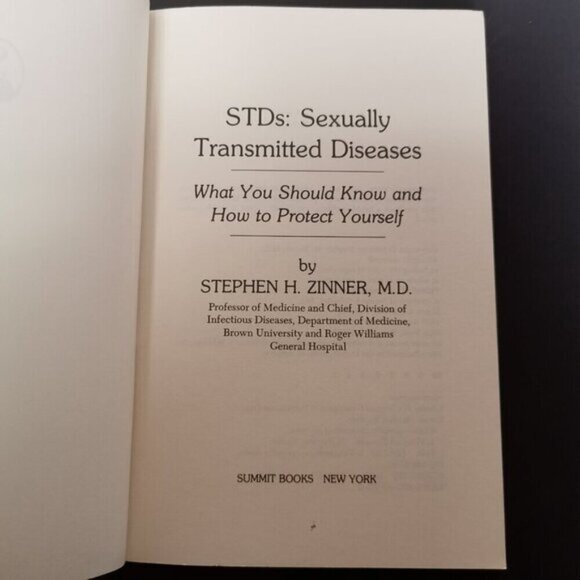 STDs: Sexually
Transmitted Diseases
What You Should Know and
How to Protect Yourself
by
STEPHEN H. ZINNER, M.D.
Professor of Medicine and Chief, Division of
Infectious Diseases, Department of Medicine,
Brown University and Roger Williams
General Hospital
SUMMIT BOOKS NEW YORK